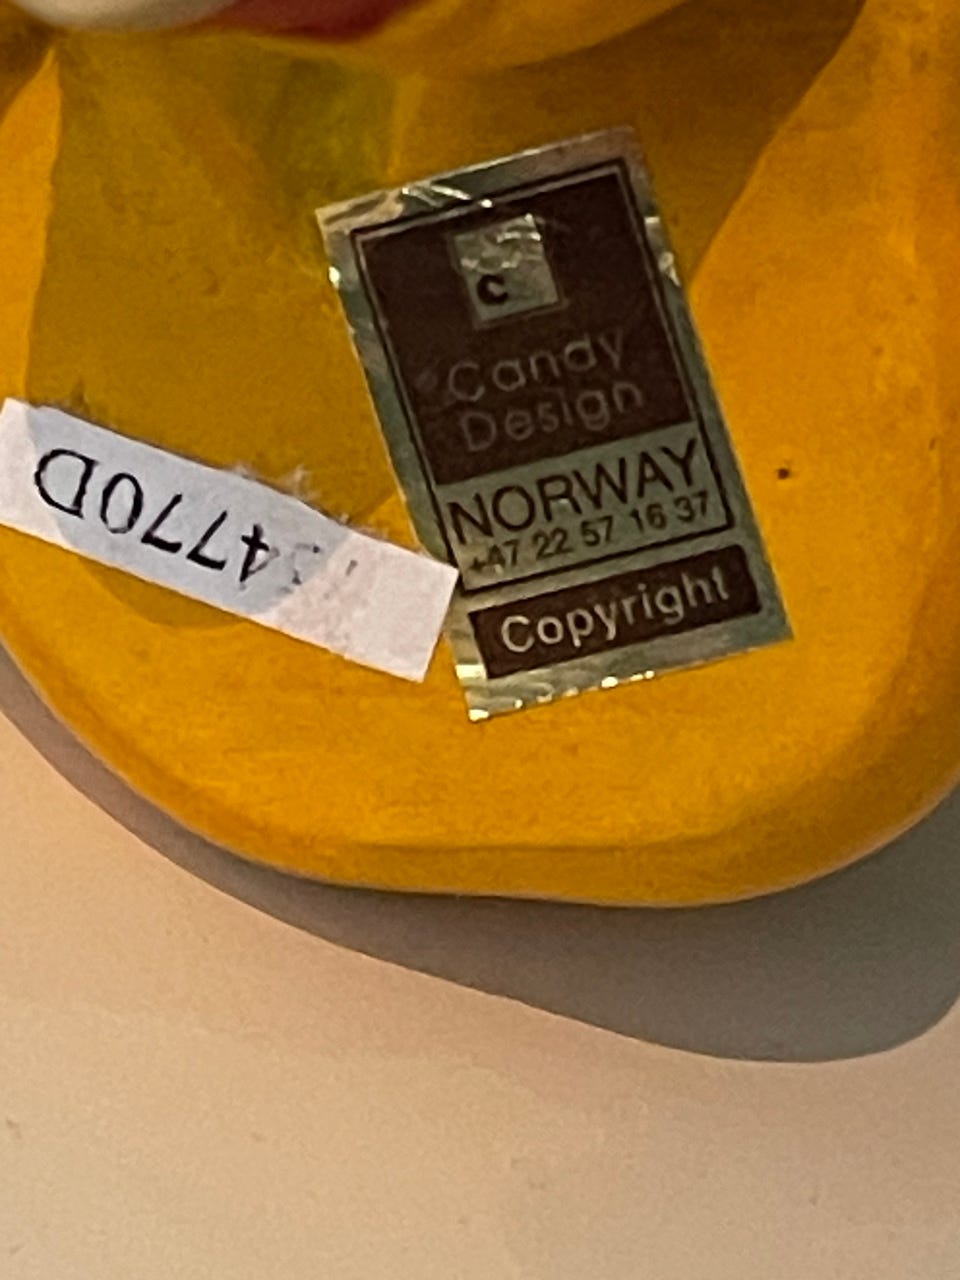 C
Candy
Design
NORWAY
+47 22 57 16 37
Copyright
4770D